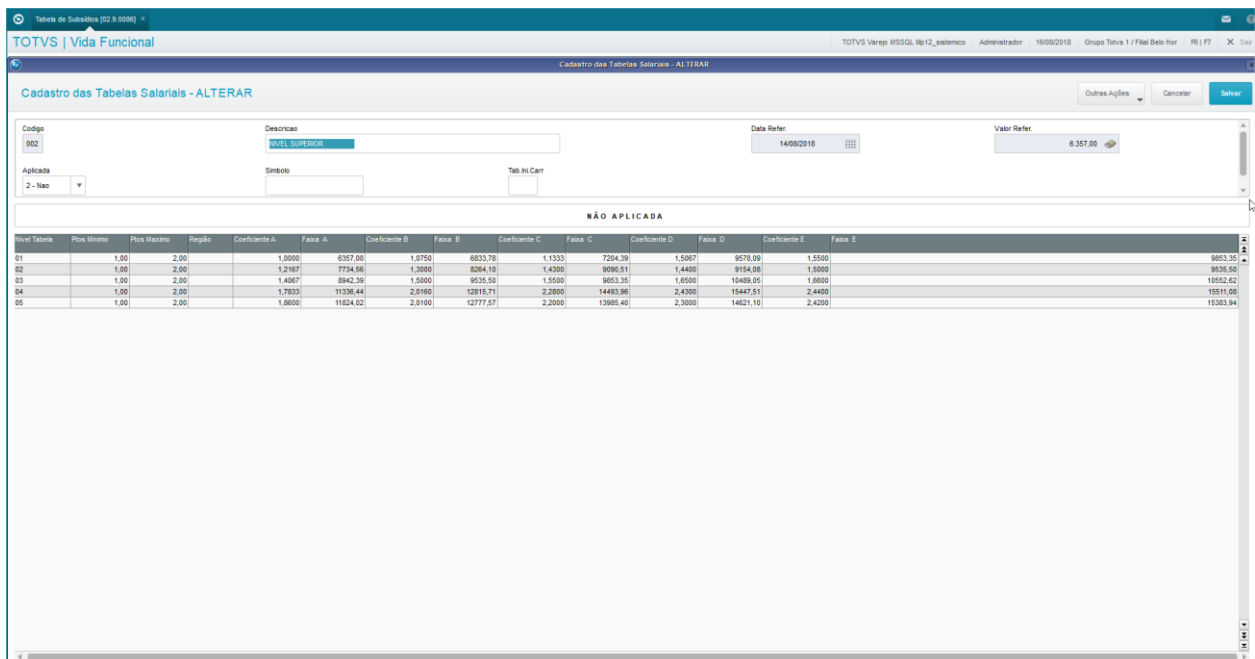 Tabela de Subsídios [02.9.0086] ×
TOTVS | Vida Funcional TOTVS Varejo MSSQL Mp12_sistemico Administrador 16/08/2018 Grupo Totvs 1 / Filial Belo Hor F6 | F7 X Sair
Cadastro das Tabelas Salariais - ALTERAR
Cadastro das Tabelas Salariais - ALTERAR Outras Ações Cancelar Salvar
Codigo Descricao Data Refer. Valor Refer.
002 NIVEL SUPERIOR 14/08/2018 6.357,00
Aplicada Simbolo Tab.Ini.Carr
2 - Nao
NÃO APLICADA
Nivel Tabela Ptos Minimo Ptos Maximo Região Coeficiente A Faixa A Coeficiente B Faixa B Coeficiente C Faixa C Coeficiente D Faixa D Coeficiente E Faixa E
01 1,00 2,00 1,0000 6357,00 1,0750 6833,78 1,1333 7204,39 1,5067 9578,09 1,5500 9853,35
02 1,00 2,00 1,2167 7734,56 1,3000 8264,10 1,4300 9090,51 1,4400 9154,08 1,5000 9535,50
03 1,00 2,00 1,4067 8942,39 1,5000 9535,50 1,5500 9853,35 1,6500 10489,05 1,6600 10552,62
04 1,00 2,00 1,7833 11336,44 2,0160 12815,71 2,2800 14493,96 2,4300 15447,51 2,4400 15511,08
05 1,00 2,00 1,8600 11824,02 2,0100 12777,57 2,2000 13985,40 2,3000 14621,10 2,4200 15383,94